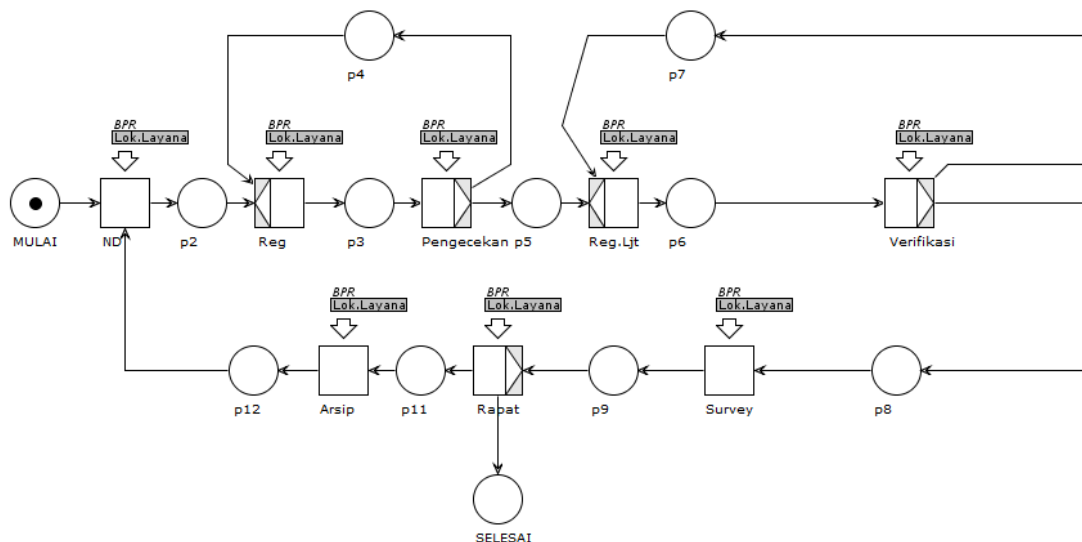 p4
p7
BPR
Lok.Layana
BPR
Lok.Layana
BPR
Lok.Layana
BPR
Lok.Layana
BPR
Lok.Layana
MULAI
ND
p2
Reg
p3
Pengecekan
p5
Reg.Ljt
p6
Verifikasi
BPR
Lok.Layana
BPR
Lok.Layana
BPR
Lok.Layana
p12
Arsip
p11
Rapat
p9
Survey
p8
SELESAI